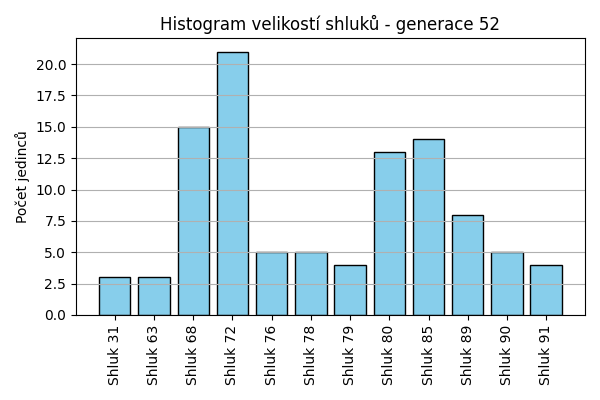 Histogram velikostí shluků - generace 52
Počet jedinců
20.0
17.5
15.0
12.5
10.0
7.5
5.0
2.5
0.0
Shluk 31
Shluk 63
Shluk 68
Shluk 72
Shluk 76
Shluk 78
Shluk 79
Shluk 80
Shluk 85
Shluk 89
Shluk 90
Shluk 91